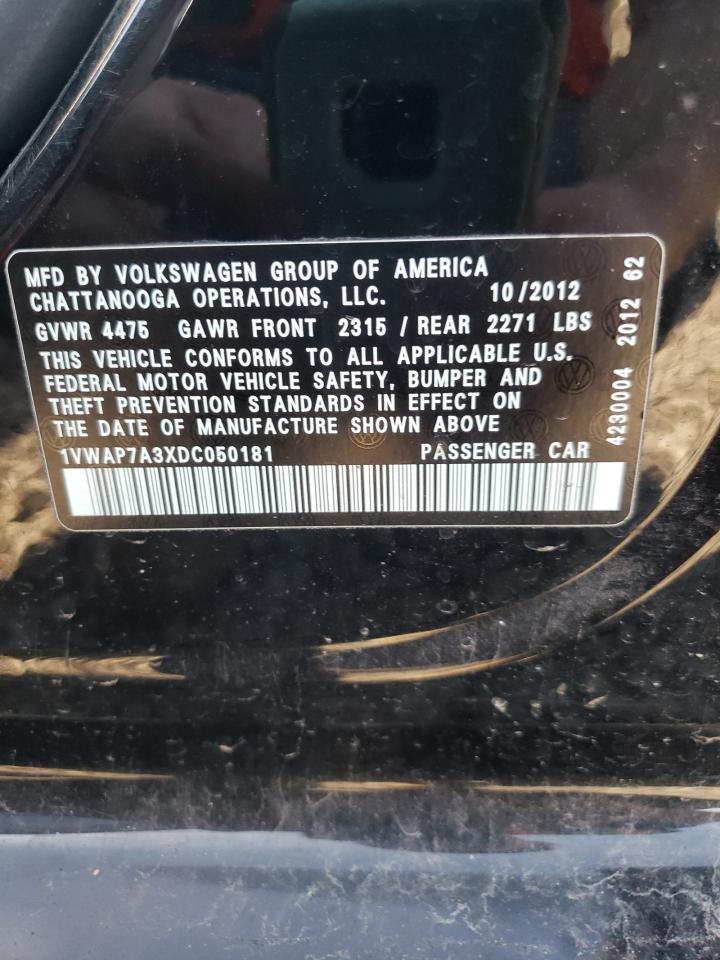 MFD BY VOLKSWAGEN GROUP OF AMERICA
CHATTANOOGA OPERATIONS, LLC. 10/2012
GVWR 4475 GAWR FRONT 2315 / REAR 2271 LBS
THIS VEHICLE CONFORMS TO ALL APPLICABLE U.S.
FEDERAL MOTOR VEHICLE SAFETY, BUMPER AND
THEFT PREVENTION STANDARDS IN EFFECT ON
THE DATE OF MANUFACTURE SHOWN ABOVE
1VWAP7A3XDC050181 PASSENGER CAR
4230004 2012 62